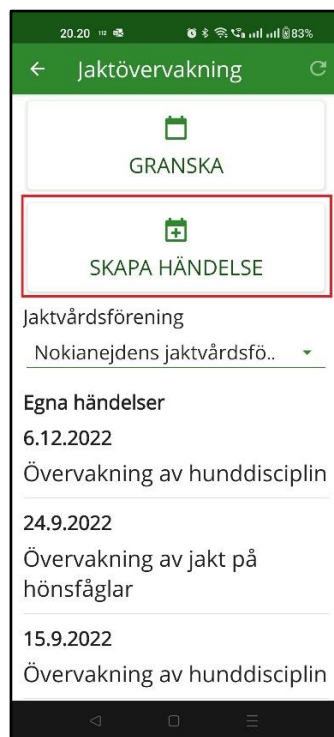 20.20 83%
Jaktövervakning
GRANSKA
SKAPA HÄNDELSE
Jaktvårdsförening
Nokianejdens jaktvårdsfö..
Egna händelser
6.12.2022
Övervakning av hunddisciplin
24.9.2022
Övervakning av jakt på
hönsfåglar
15.9.2022
Övervakning av hunddisciplin